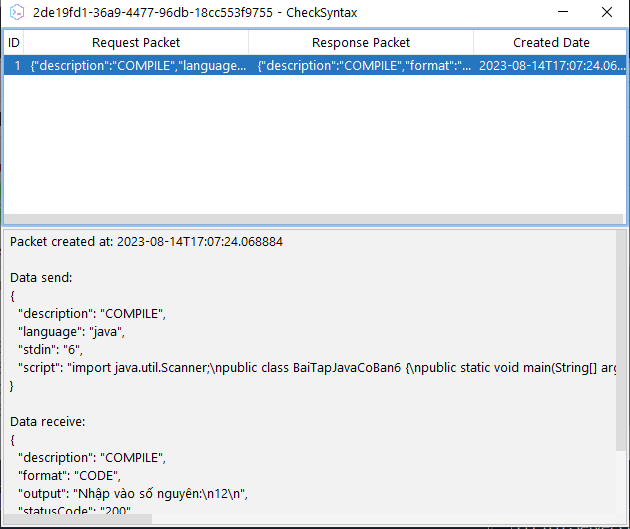 2de19fd1-36a9-4477-96db-18cc553f9755 - CheckSyntax
ID Request Packet Response Packet Created Date
1 {"description":"COMPILE","language... {"description":"COMPILE","format":"... 2023-08-14T17:07:24.06...
Packet created at: 2023-08-14T17:07:24.068884
Data send:
{
"description": "COMPILE",
"language": "java",
"stdin": "6",
"script": "import java.util.Scanner;\npublic class BaiTapJavaCoBan6 {\npublic static void main(String[] arg
}
Data receive:
{
"description": "COMPILE",
"format": "CODE",
"output": "Nhập vào số nguyên:\n12\n",
"statusCode": "200"